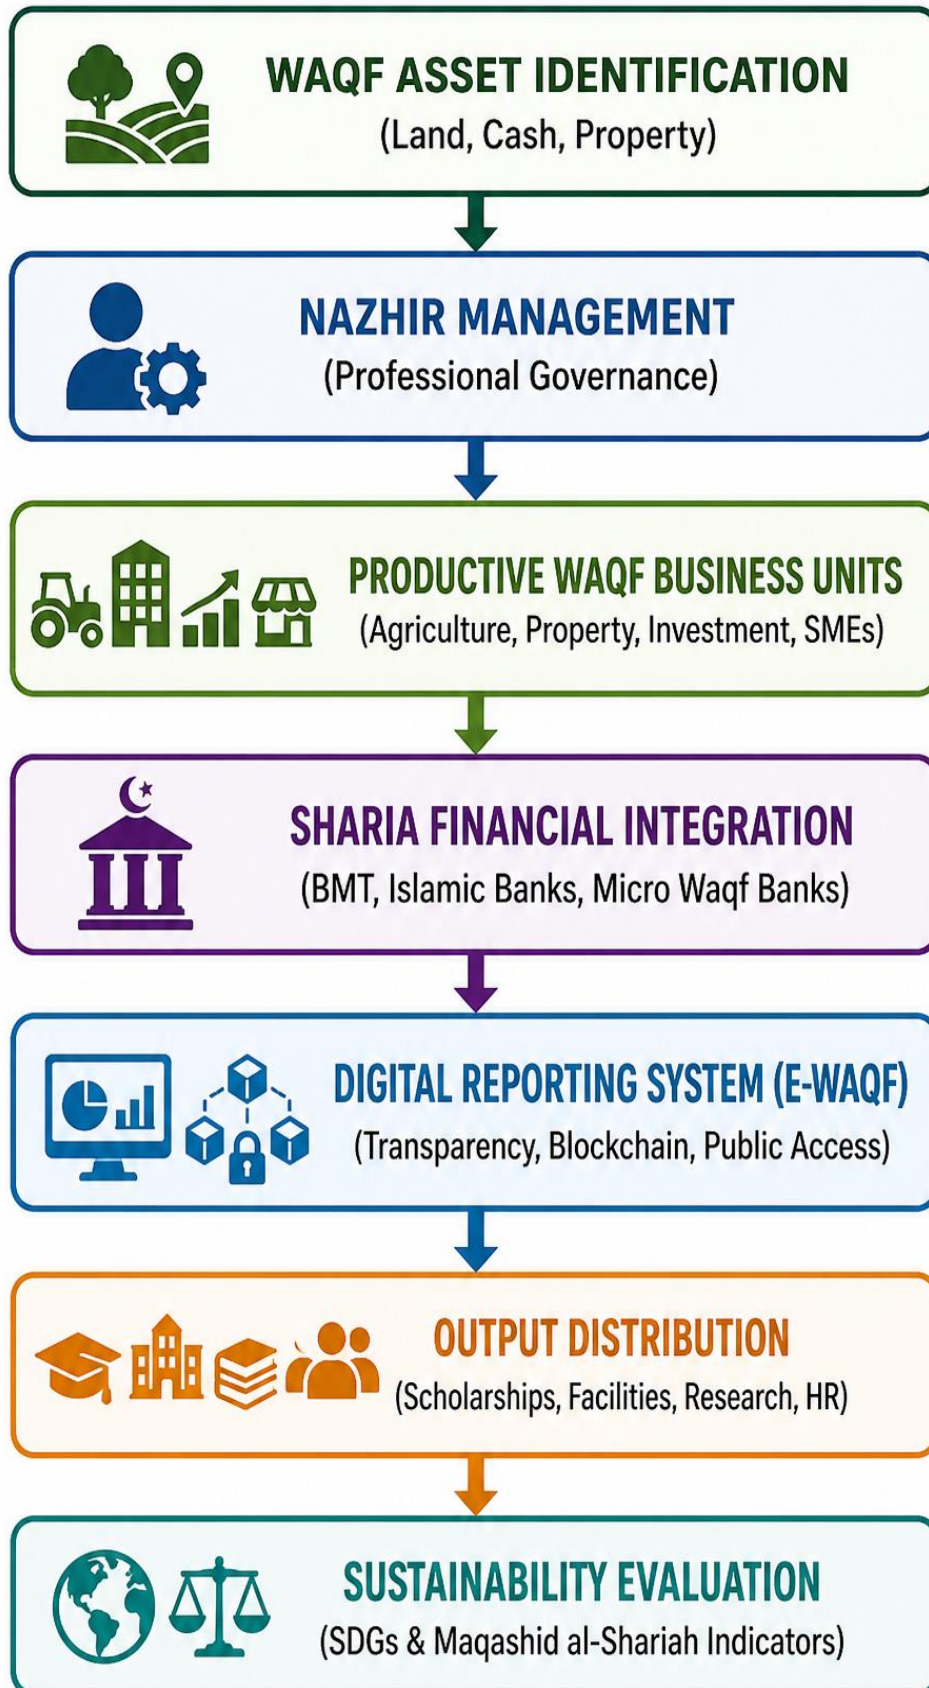 WAQF ASSET IDENTIFICATION
(Land, Cash, Property)
NAZHIR MANAGEMENT
(Professional Governance)
PRODUCTIVE WAQF BUSINESS UNITS
(Agriculture, Property, Investment, SMEs)
SHARIA FINANCIAL INTEGRATION
(BMT, Islamic Banks, Micro Waqf Banks)
DIGITAL REPORTING SYSTEM (E-WAQF)
(Transparency, Blockchain, Public Access)
OUTPUT DISTRIBUTION
(Scholarships, Facilities, Research, HR)
SUSTAINABILITY EVALUATION
(SDGs & Maqashid al-Shariah Indicators)